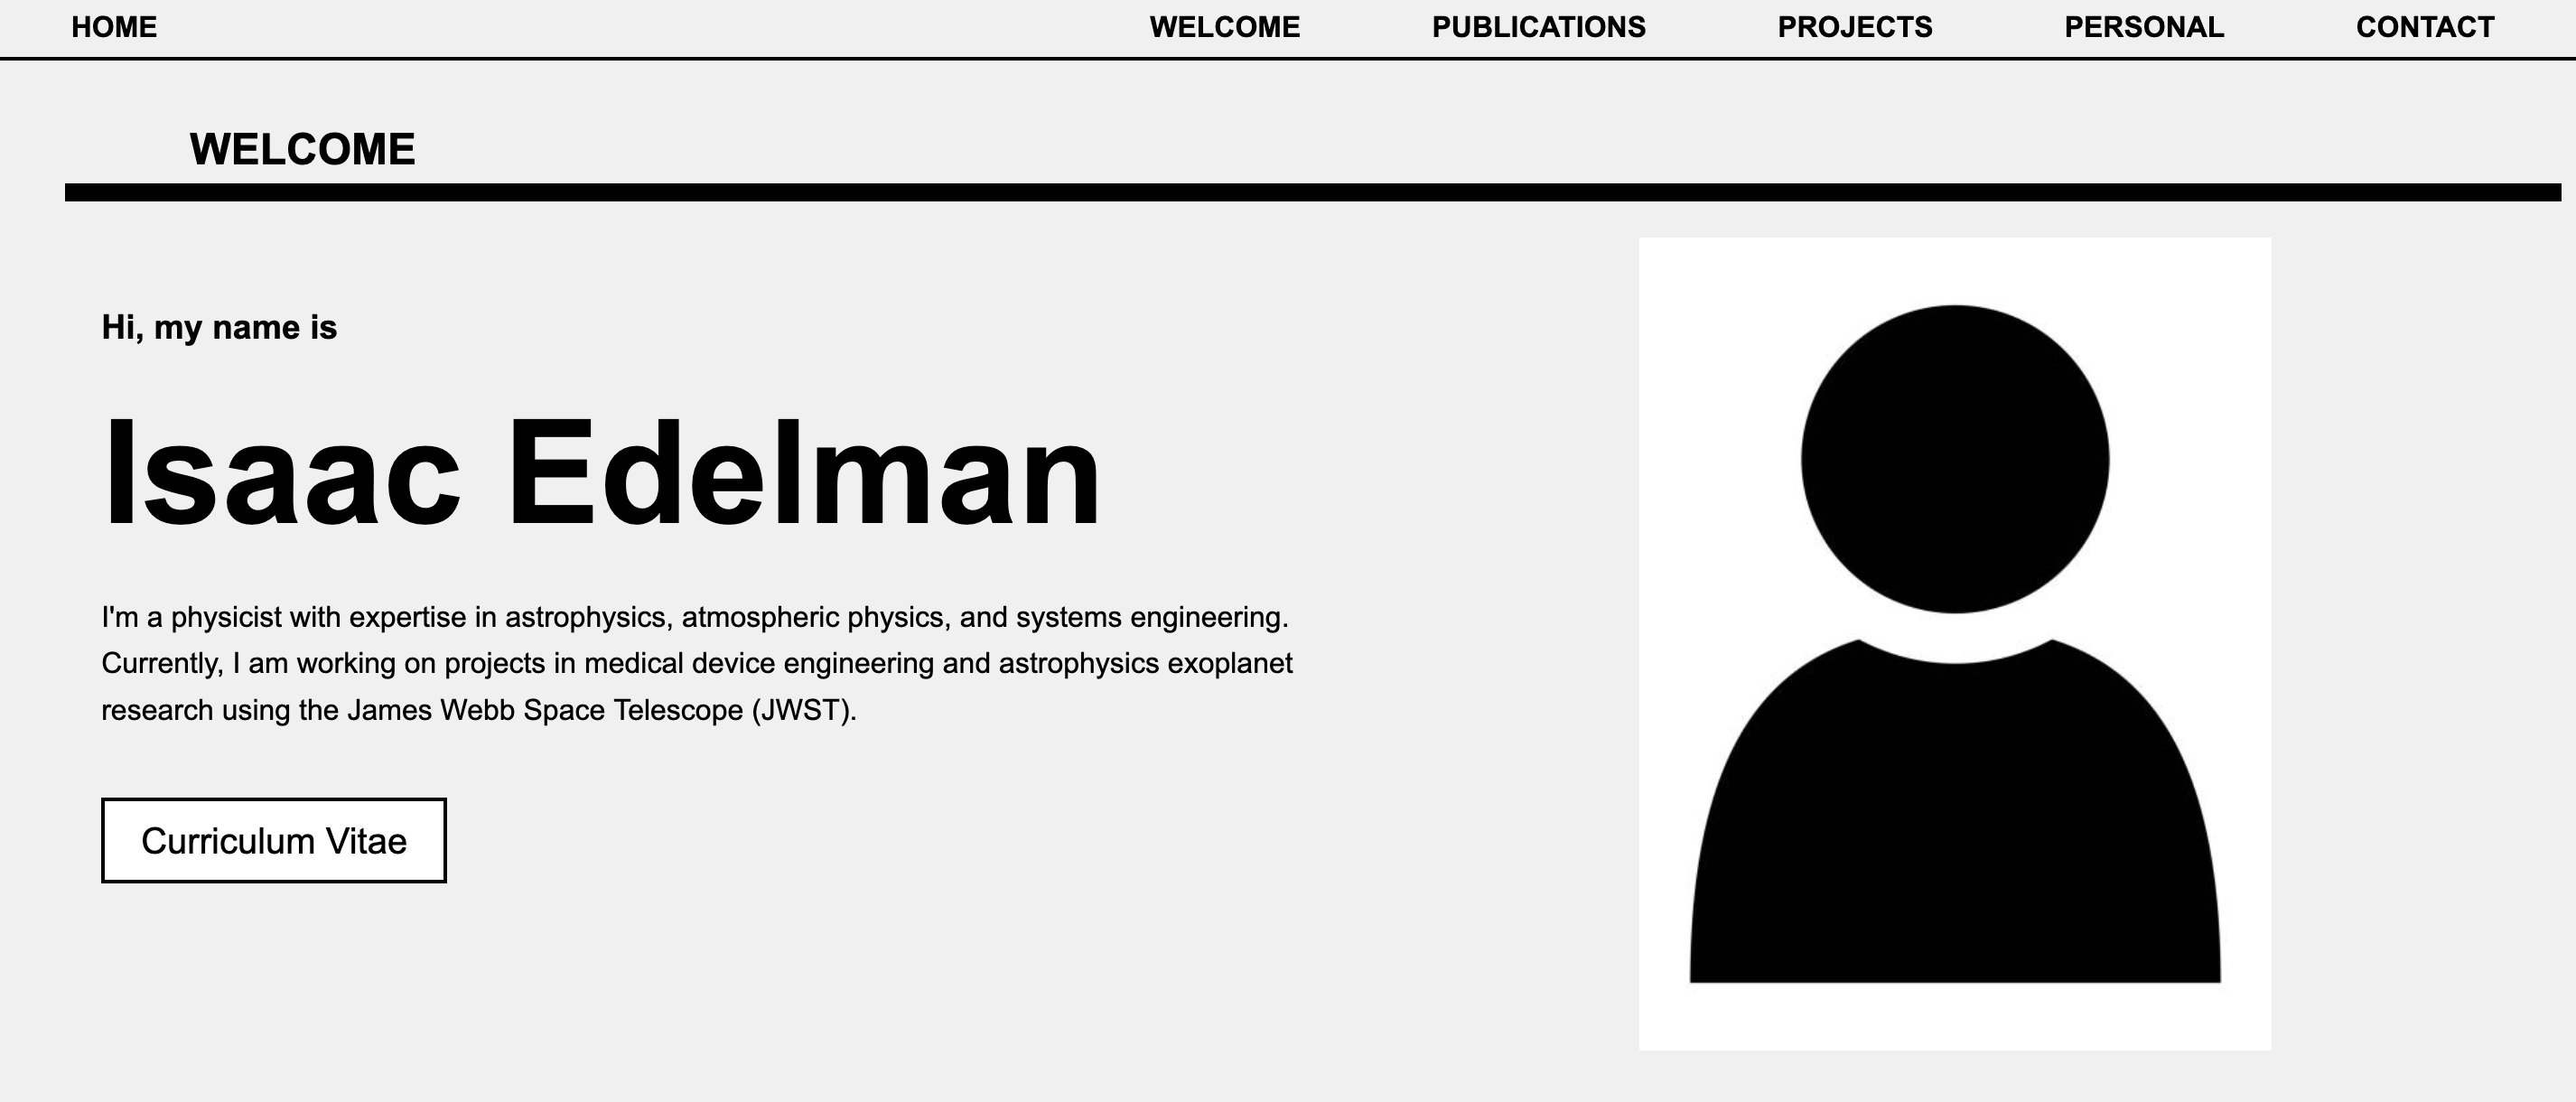 HOME WELCOME PUBLICATIONS PROJECTS PERSONAL CONTACT
WELCOME
Hi, my name is
Isaac Edelman
I'm a physicist with expertise in astrophysics, atmospheric physics, and systems engineering.
Currently, I am working on projects in medical device engineering and astrophysics exoplanet
research using the James Webb Space Telescope (JWST).
Curriculum Vitae